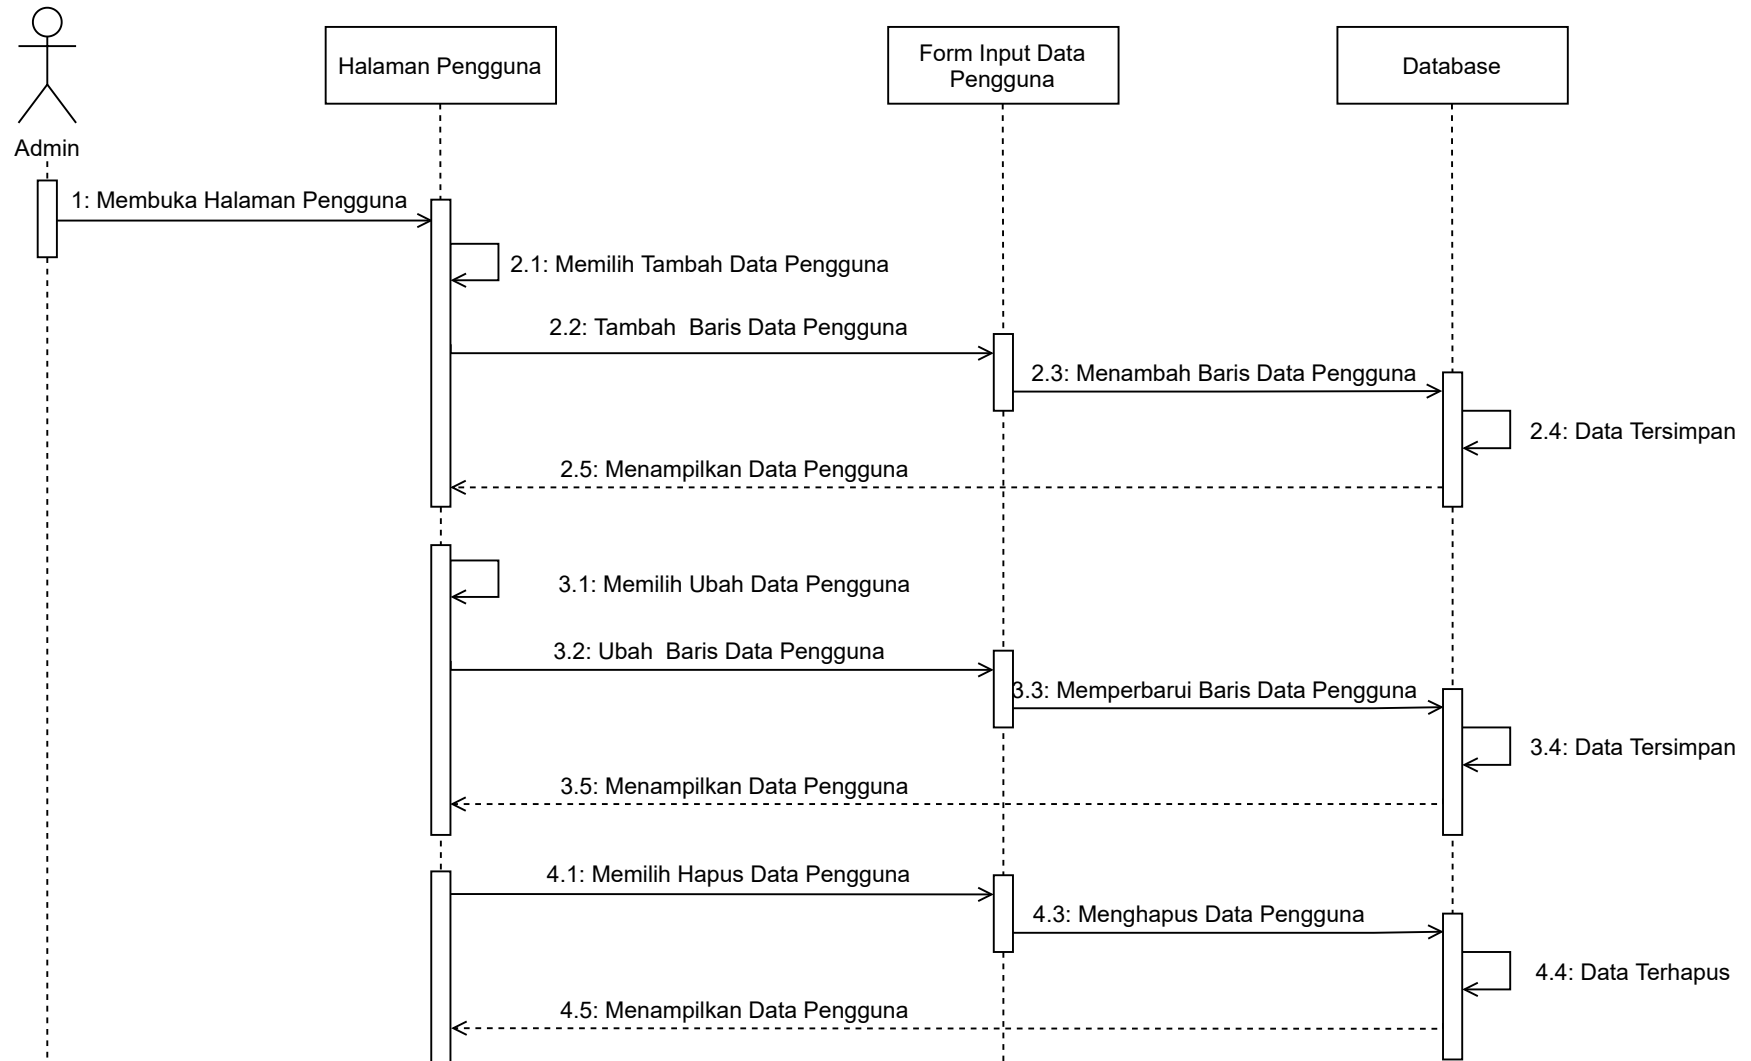 Halaman Pengguna
Form Input Data
Pengguna
Database
Admin
1: Membuka Halaman Pengguna
2.1: Memilih Tambah Data Pengguna
2.2: Tambah  Baris Data Pengguna
2.3: Menambah Baris Data Pengguna
2.4: Data Tersimpan
2.5: Menampilkan Data Pengguna
3.1: Memilih Ubah Data Pengguna
3.2: Ubah  Baris Data Pengguna
3.3: Memperbarui Baris Data Pengguna
3.4: Data Tersimpan
3.5: Menampilkan Data Pengguna
4.1: Memilih Hapus Data Pengguna
4.3: Menghapus Data Pengguna
4.4: Data Terhapus
4.5: Menampilkan Data Pengguna